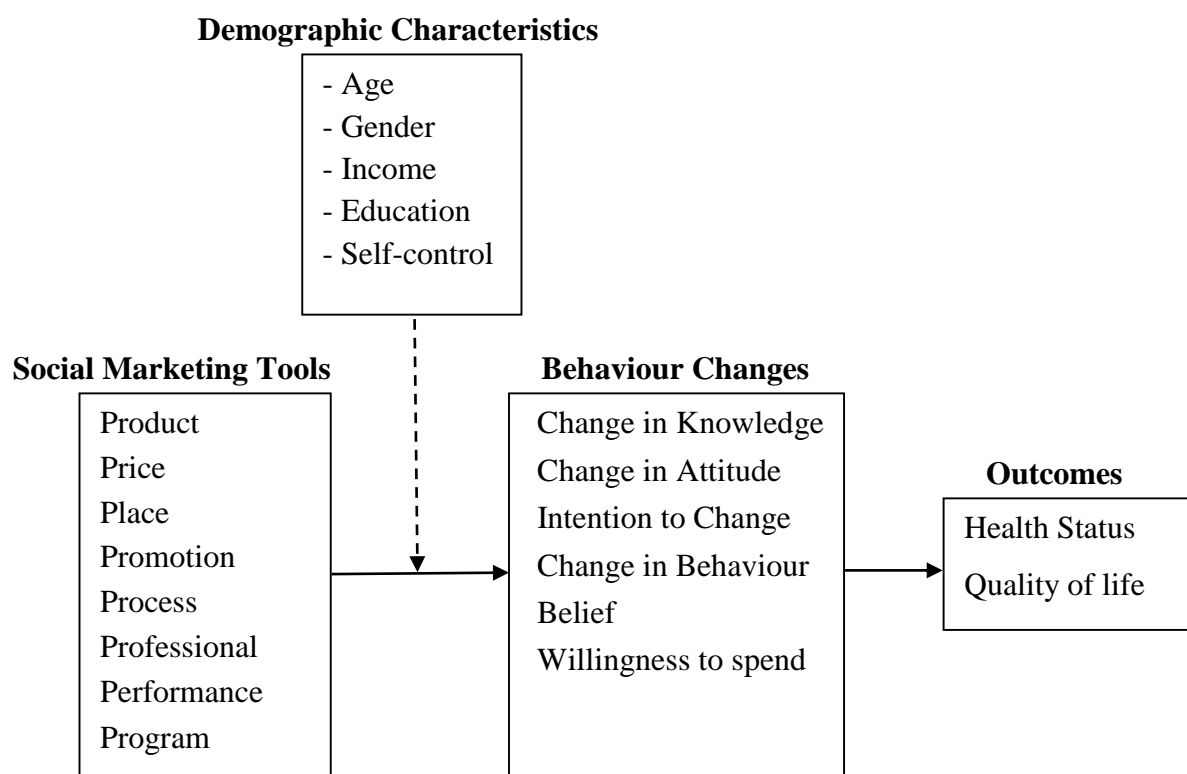 Demographic Characteristics
- Age
- Gender
- Income
- Education
- Self-control
Social Marketing Tools
Product
Price
Place
Promotion
Process
Professional
Performance
Program
Behaviour Changes
Change in Knowledge
Change in Attitude
Intention to Change
Change in Behaviour
Belief
Willingness to spend
Outcomes
Health Status
Quality of life